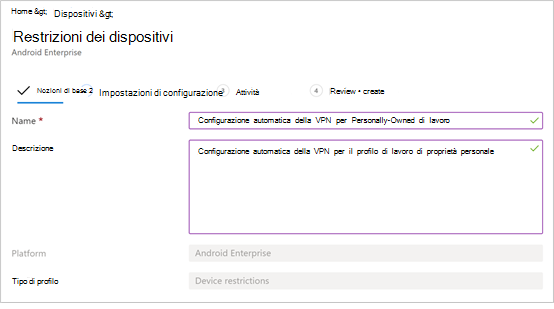 Home &gt; Dispositivi &gt;
Restrizioni dei dispositivi
Android Enterprise
Nozioni di base 2 Impostazioni di configurazione Attività 4 Review + create
Name *
Configurazione automatica della VPN per Personally-Owned di lavoro
Descrizione
Configurazione automatica della VPN per il profilo di lavoro di proprietà personale
Platform
Android Enterprise
Tipo di profilo
Device restrictions